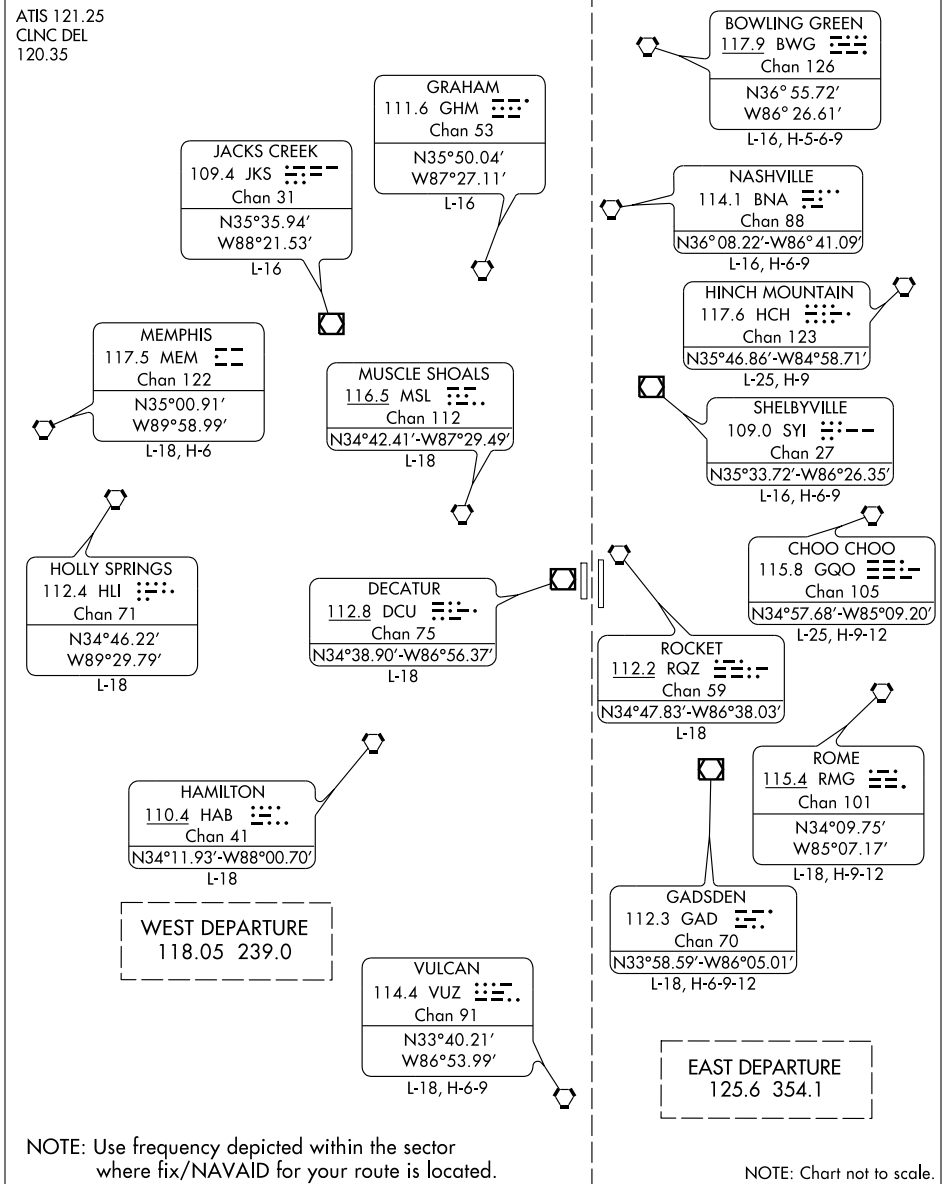 ATIS 121.25
CLNC DEL
120.35
BOWLING GREEN
117.9 BWG
Chan 126
N36° 55.72'
W86° 26.61'
L-16, H-5-6-9
GRAHAM
111.6 GHM
Chan 53
N35°50.04'
W87°27.11'
L-16
JACKS CREEK
109.4 JKS
Chan 31
N35°35.94'
W88°21.53'
L-16
NASHVILLE
114.1 BNA
Chan 88
N36°08.22'-W86°41.09'
L-16, H-6-9
HINCH MOUNTAIN
117.6 HCH
Chan 123
N35°46.86'-W84°58.71'
L-25, H-9
MEMPHIS
117.5 MEM
Chan 122
N35°00.91'
W89°58.99'
L-18, H-6
MUSCLE SHOALS
116.5 MSL
Chan 112
N34°42.41'-W87°29.49'
L-18
SHELBYVILLE
109.0 SYI
Chan 27
N35°33.72'-W86°26.35'
L-16, H-6-9
HOLLY SPRINGS
112.4 HLI
Chan 71
N34°46.22'
W89°29.79'
L-18
DECATUR
112.8 DCU
Chan 75
N34°38.90'-W86°56.37'
L-18
CHOO CHOO
115.8 GQO
Chan 105
N34°57.68'-W85°09.20'
L-25, H-9-12
ROCKET
112.2 RQZ
Chan 59
N34°47.83'-W86°38.03'
L-18
ROME
115.4 RMG
Chan 101
N34°09.75'
W85°07.17'
L-18, H-9-12
HAMILTON
110.4 HAB
Chan 41
N34°11.93'-W88°00.70'
L-18
GADSDEN
112.3 GAD
Chan 70
N33°58.59'-W86°05.01'
L-18, H-6-9-12
WEST DEPARTURE
118.05 239.0
VULCAN
114.4 VUZ
Chan 91
N33°40.21'
W86°53.99'
L-18, H-6-9
EAST DEPARTURE
125.6 354.1
NOTE: Use frequency depicted within the sector
where fix/NAVAID for your route is located.
NOTE: Chart not to scale.